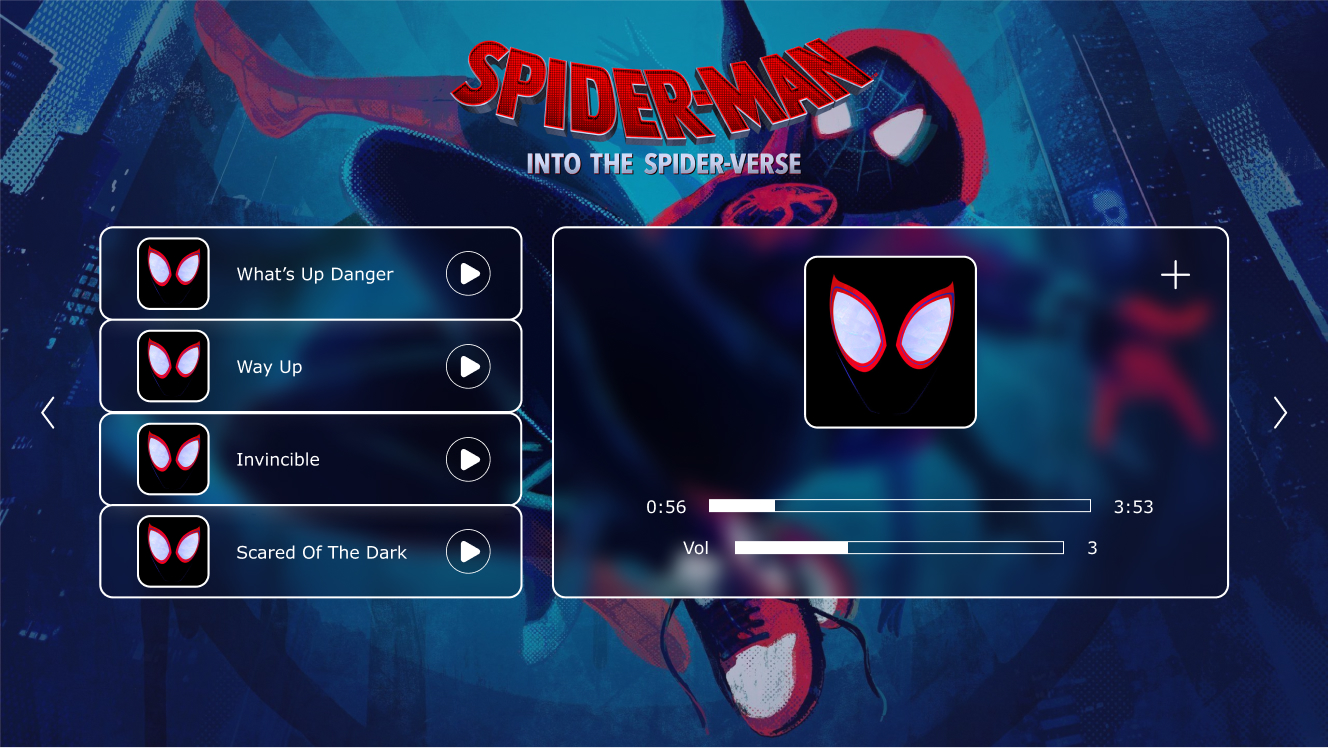 SPIDER-MAN
INTO THE SPIDER-VERSE
What’s Up Danger
Way Up
Invincible
Scared Of The Dark
0:56 3:53
Vol 3